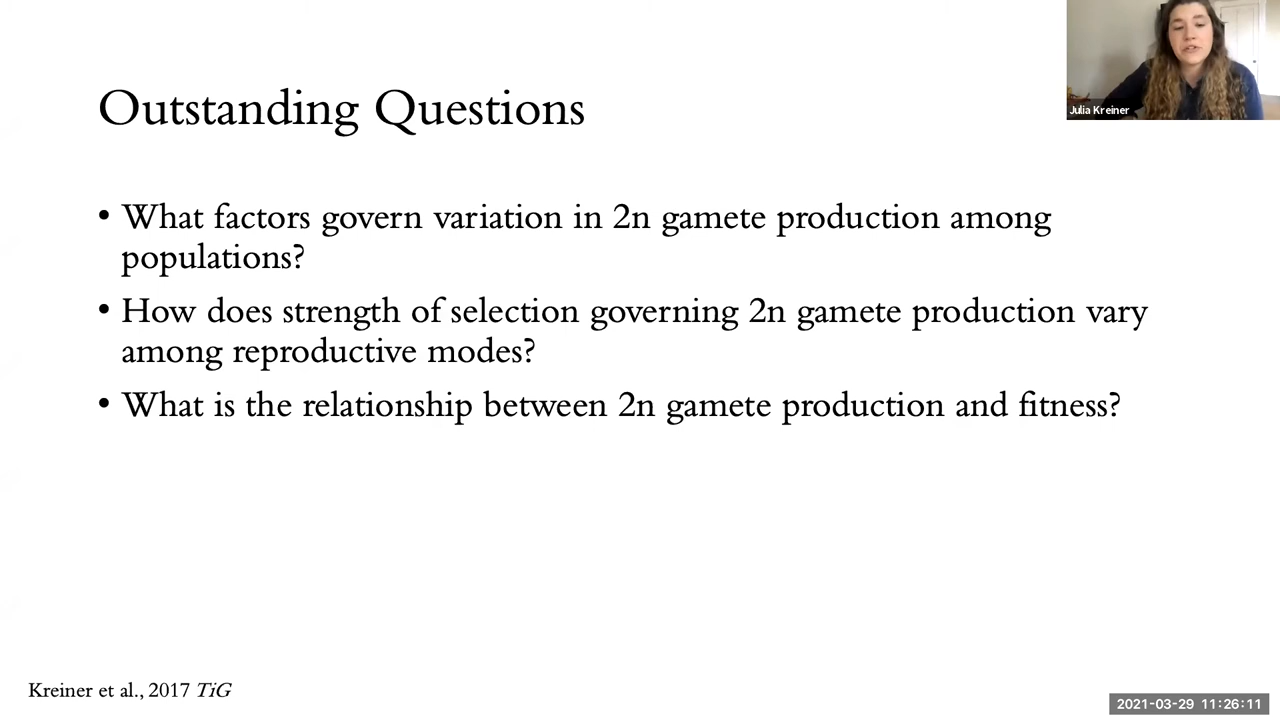 Julia Kreiner
Outstanding Questions
• What factors govern variation in 2n gamete production among
populations?
• How does strength of selection governing 2n gamete production vary
among reproductive modes?
• What is the relationship between 2n gamete production and fitness?
Kreiner et al., 2017 TiG
2021-03-29 11:26:11